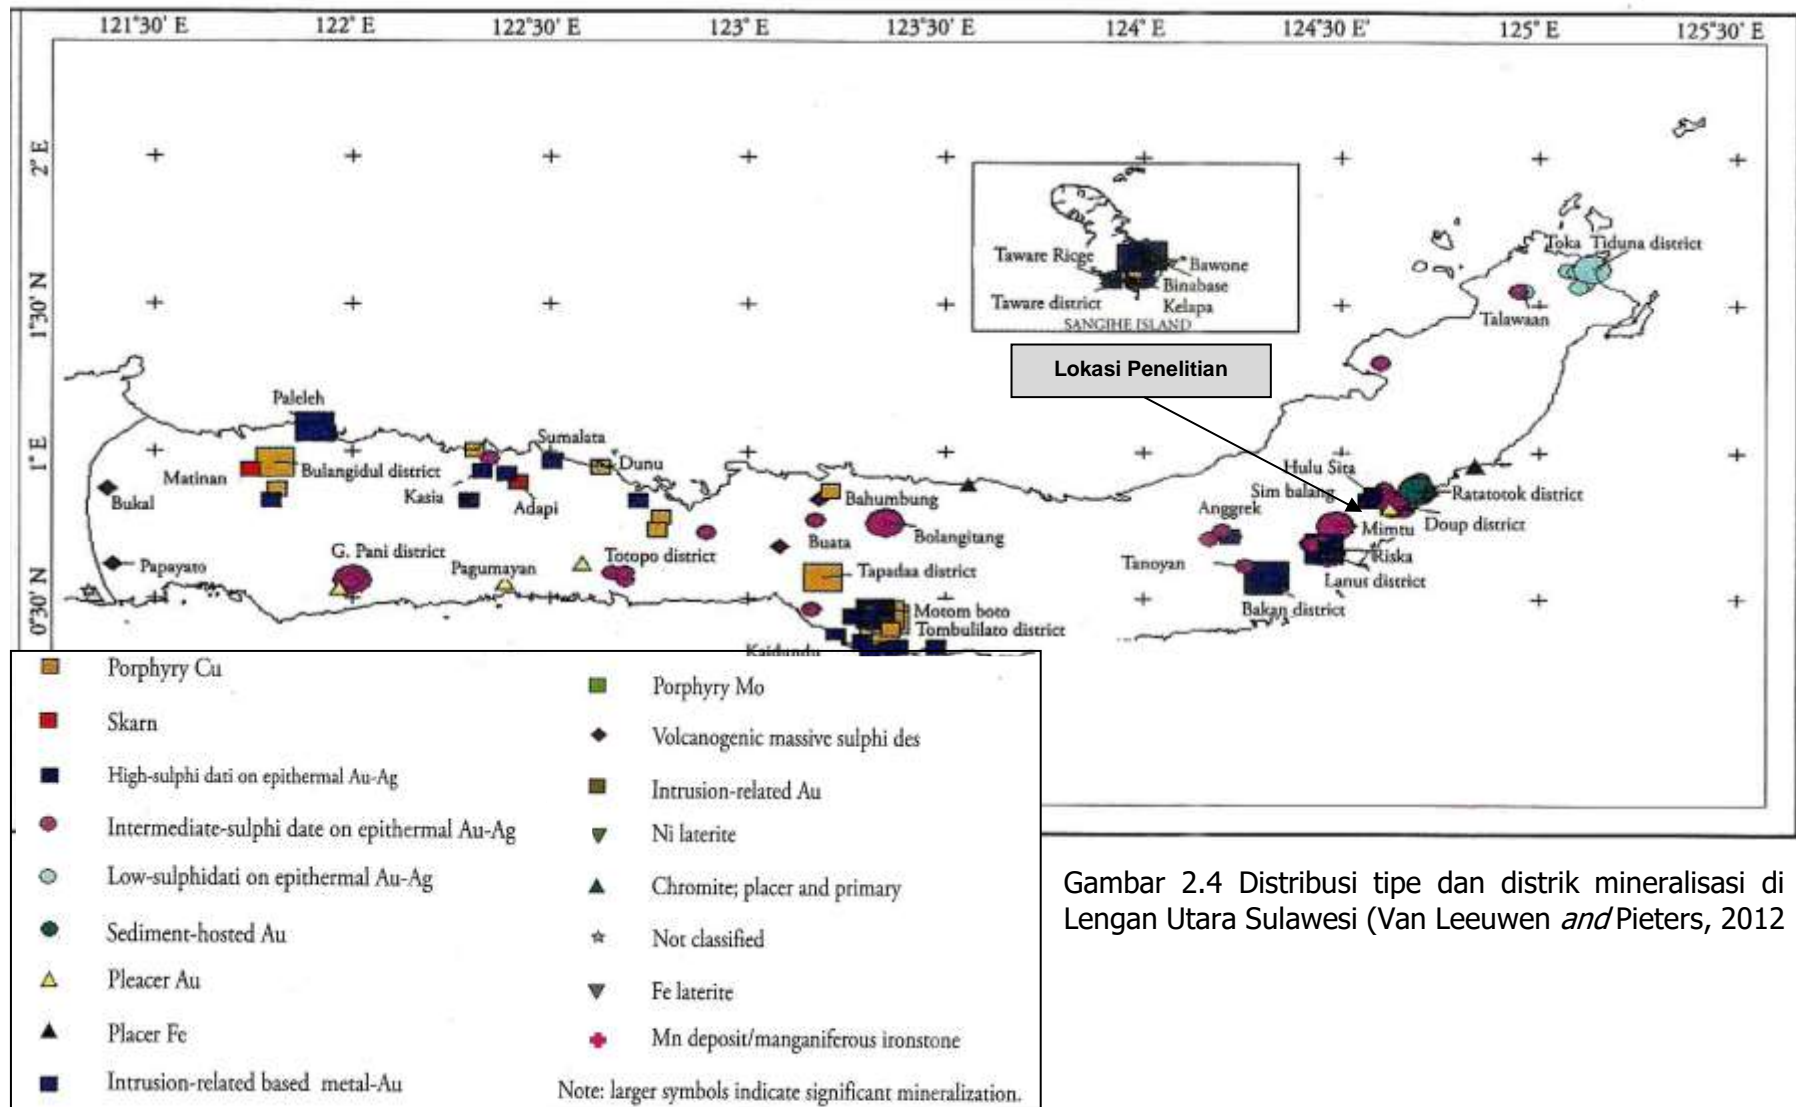 121°30' E 122° E 122°30' E 123° E 123°30' E 124° E 124°30' E 125° E 125°30' E
2° E
1°30' N
1° E
0°30' N
Taware Ricge
Bawone
Binabase
Taware district
Kelapa
SANGIHE ISLAND
Toka Tiduna district
Talawaan
Lokasi Penelitian
Paleleh
Sumalata
Dunu
Matinan
Bulangidul district
Kasia
Adapi
Bukal
Bahumbung
Buata
Bolangitang
Hulu Sita
Sim balang
Ratatotok district
Anggrek
Mimtu
Doup district
Papayato
G. Pani district
Pagumayan
Totopo district
Tapadaa district
Tanoyan
Riska
Lanus district
Bakan district
Motom boto
Tombulilato district
Kaidundu
Porphyry Cu
Skarn
High-sulphi dati on epithermal Au-Ag
Intermediate-sulphi date on epithermal Au-Ag
Low-sulphidati on epithermal Au-Ag
Sediment-hosted Au
Pleacer Au
Placer Fe
Intrusion-related based metal-Au
Porphyry Mo
Volcanogenic massive sulphi des
Intrusion-related Au
Ni laterite
Chromite; placer and primary
Not classified
Fe laterite
Mn deposit/manganiferous ironstone
Note: larger symbols indicate significant mineralization.
Gambar 2.4 Distribusi tipe dan distrik mineralisasi di
Lengan Utara Sulawesi (Van Leeuwen and Pieters, 2012